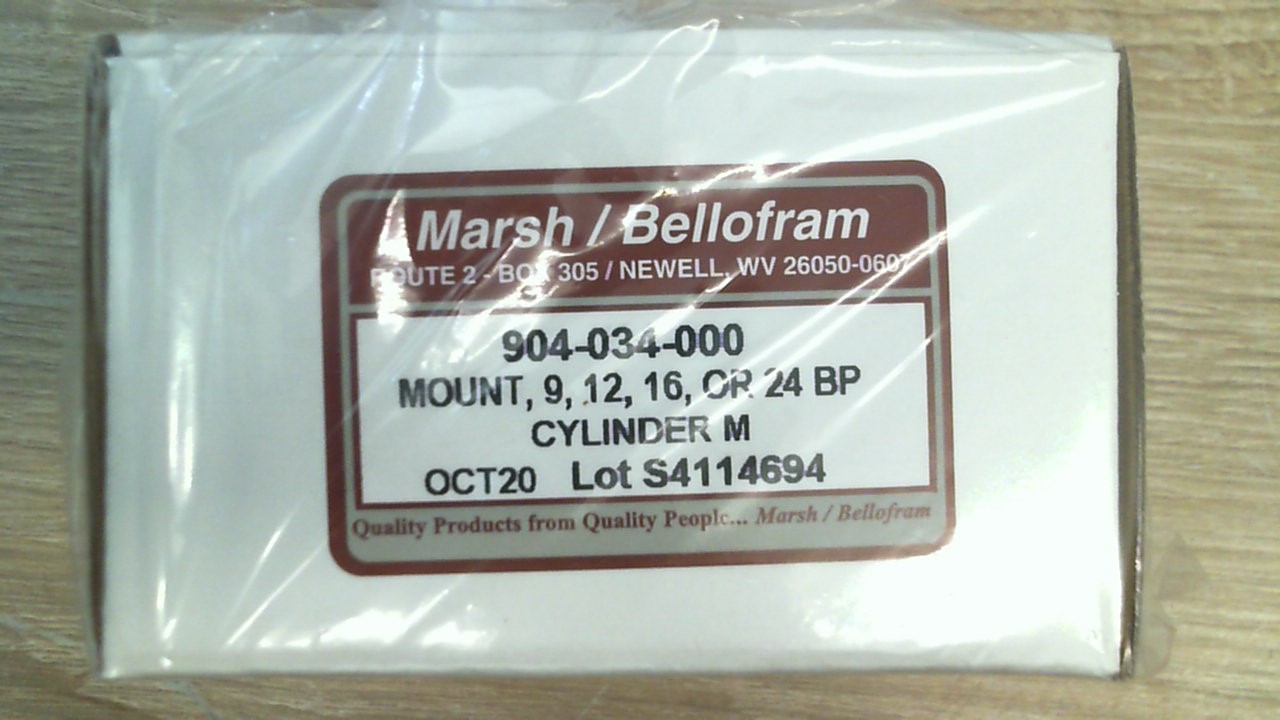 Marsh / Bellofram
ROUTE 2 - BOX 305 / NEWELL, WV 26050-0607
904-034-000
MOUNT, 9, 12, 16, OR 24 BP
CYLINDER M
OCT20 Lot S4114694
Quality Products from Quality People... Marsh / Bellofram